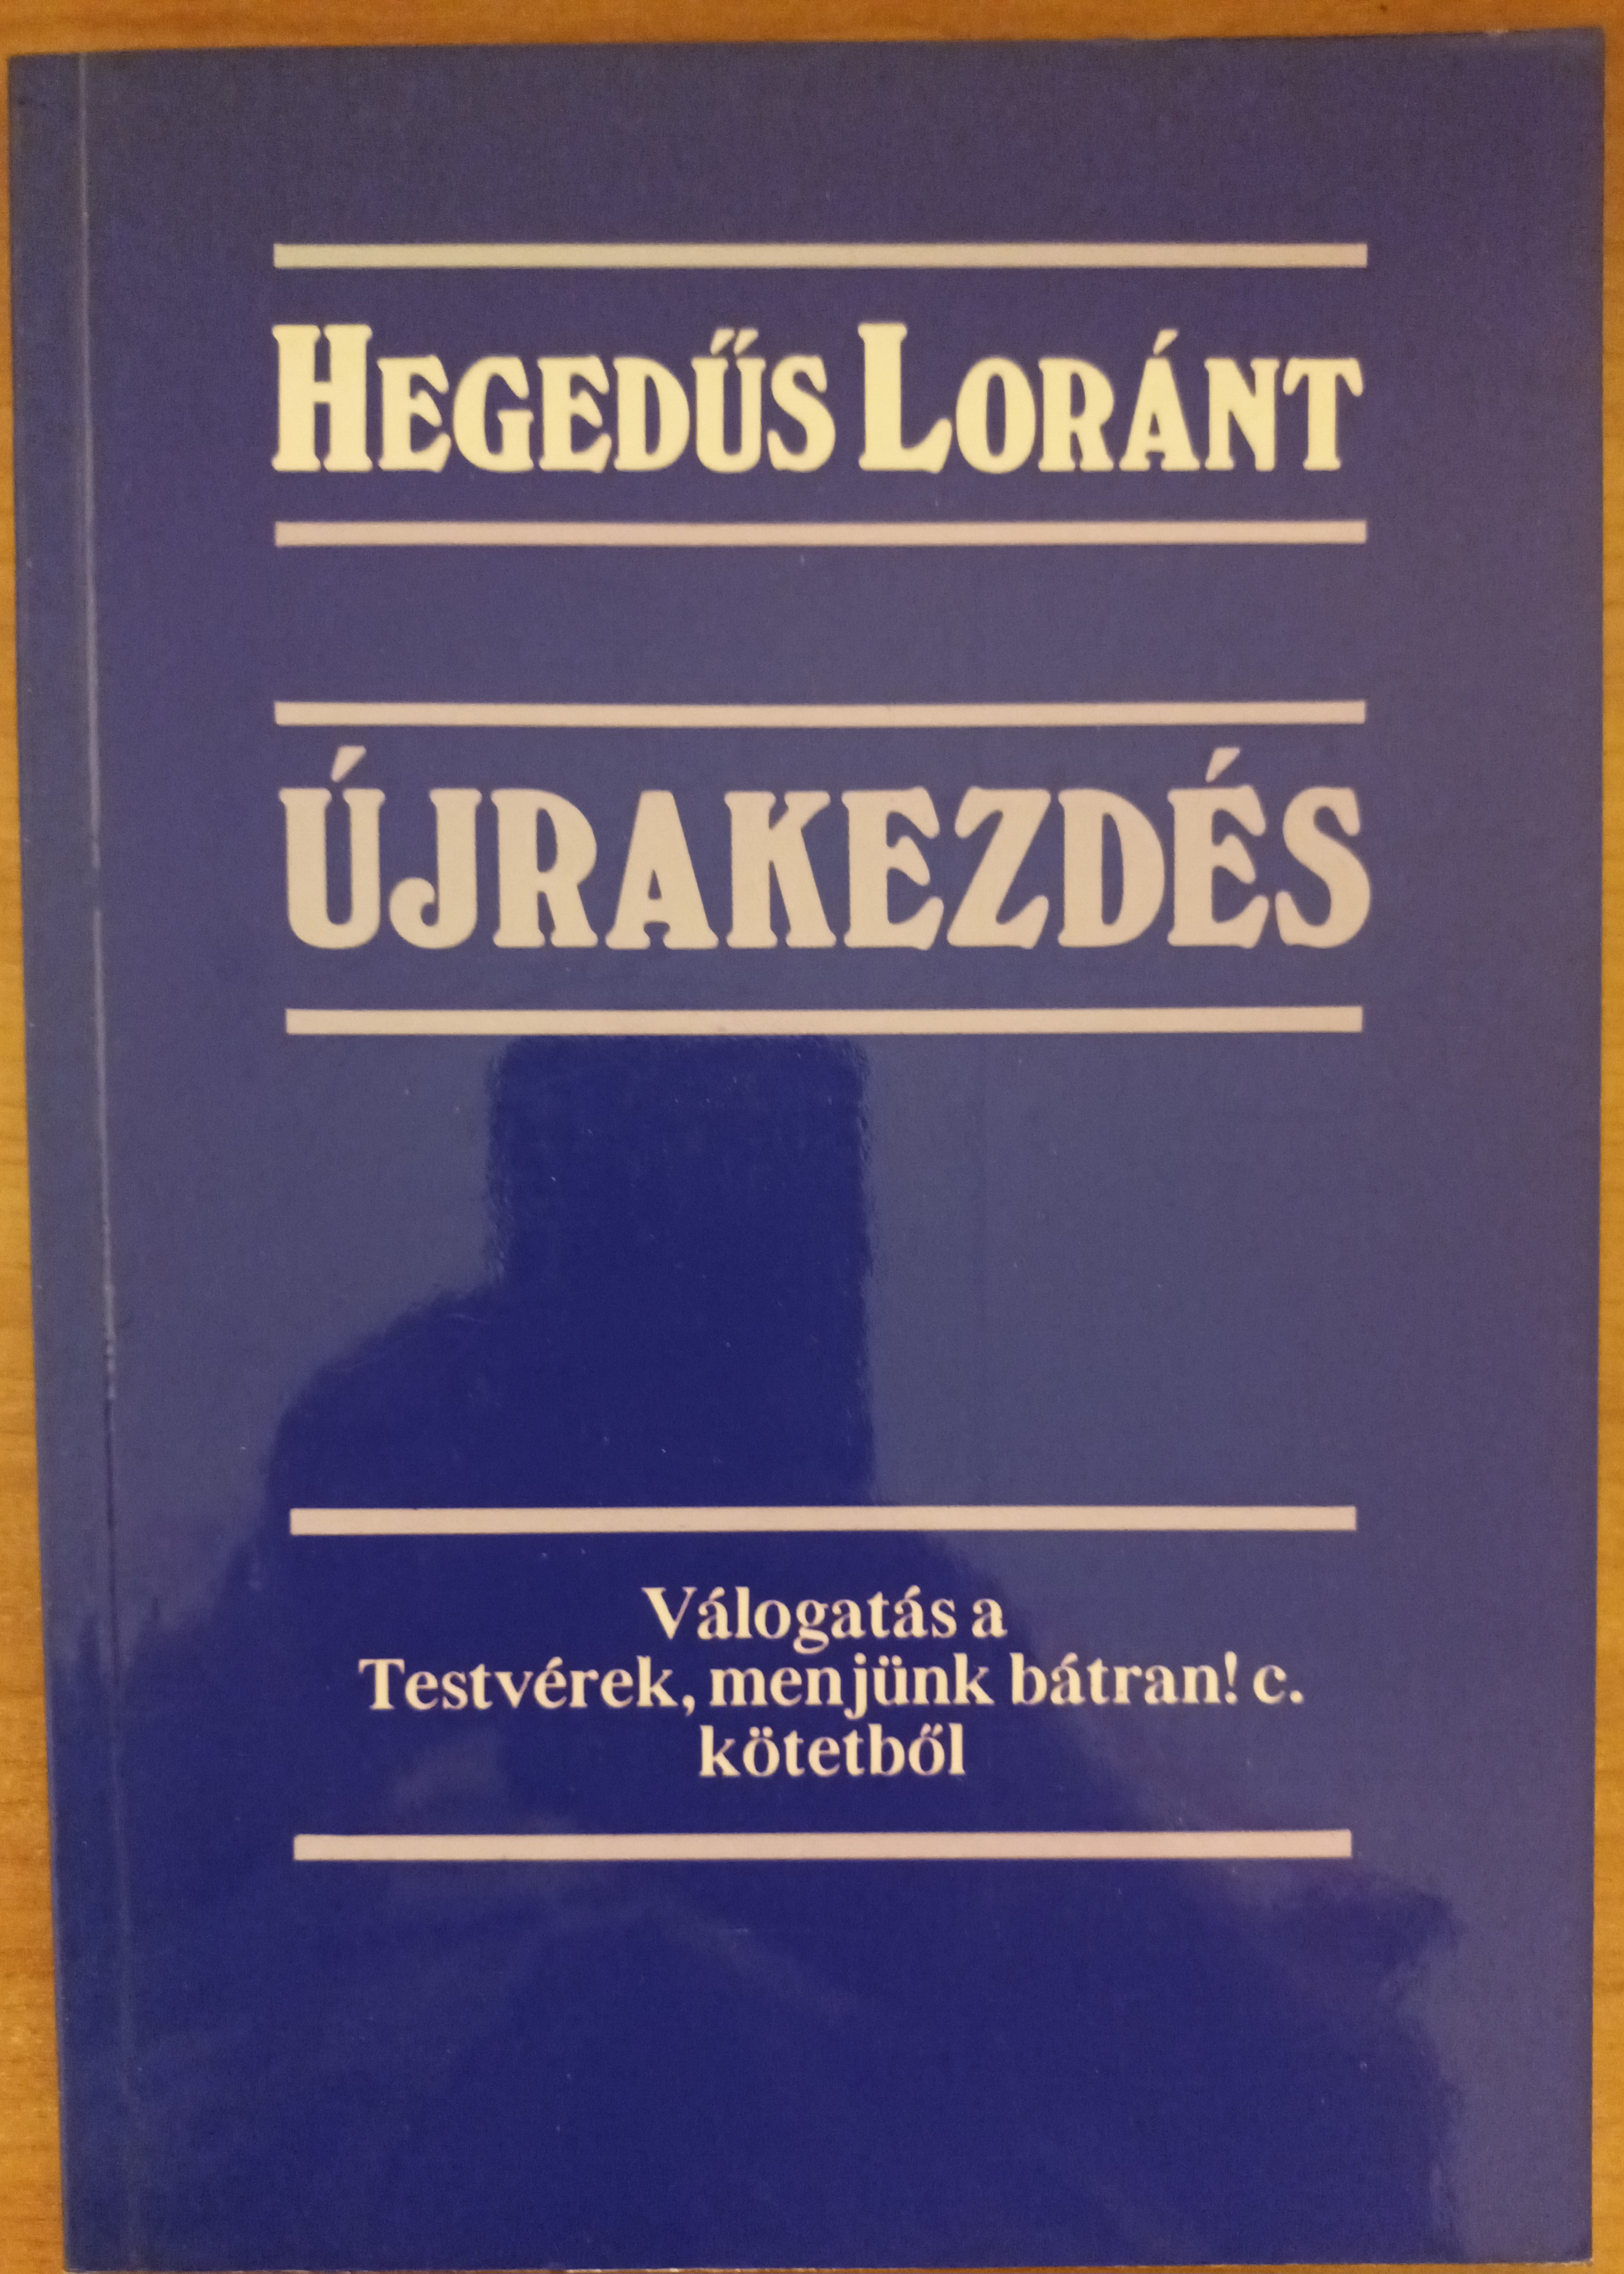 HEGEDŰS LORÁNT
ÚJRAKEZDÉS
Válogatás a
Testvérek, menjünk bátran! c.
kötetből